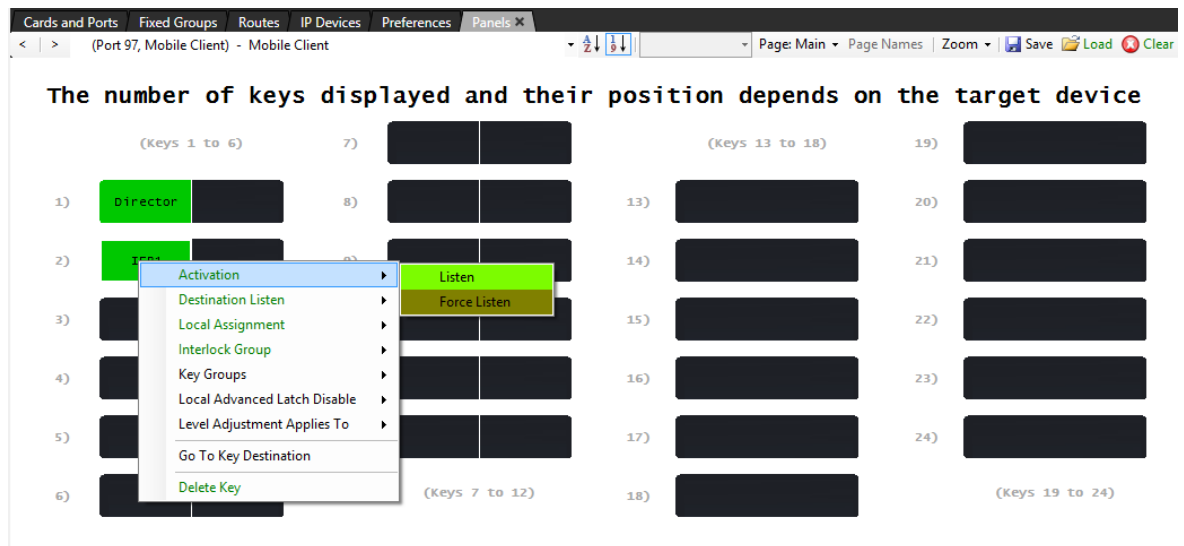 Cards and Ports Fixed Groups Routes IP Devices Preferences Panels
< > (Port 97, Mobile Client) - Mobile Client Page: Main Page Names Zoom Save Load Clear
The number of keys displayed and their position depends on the target device
(Keys 1 to 6) 7) (Keys 13 to 18) 19)
1) Director 8) 13) 20)
2) IFB1 9) 14) 21)
Activation Listen
Destination Listen Force Listen
3) Local Assignment 15) 22)
Interlock Group
4) Key Groups 16) 23)
Local Advanced Latch Disable
5) Level Adjustment Applies To 17) 24)
Go To Key Destination
6) Delete Key (Keys 7 to 12) 18) (Keys 19 to 24)